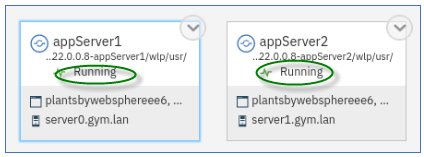 appServer1
..22.0.0.8-appServer1/wlp/usr/
Running
plantsbywebsphereee6, ...
server0.gym.lan
appServer2
..22.0.0.8-appServer2/wlp/usr/
Running
plantsbywebsphereee6, ...
server1.gym.lan